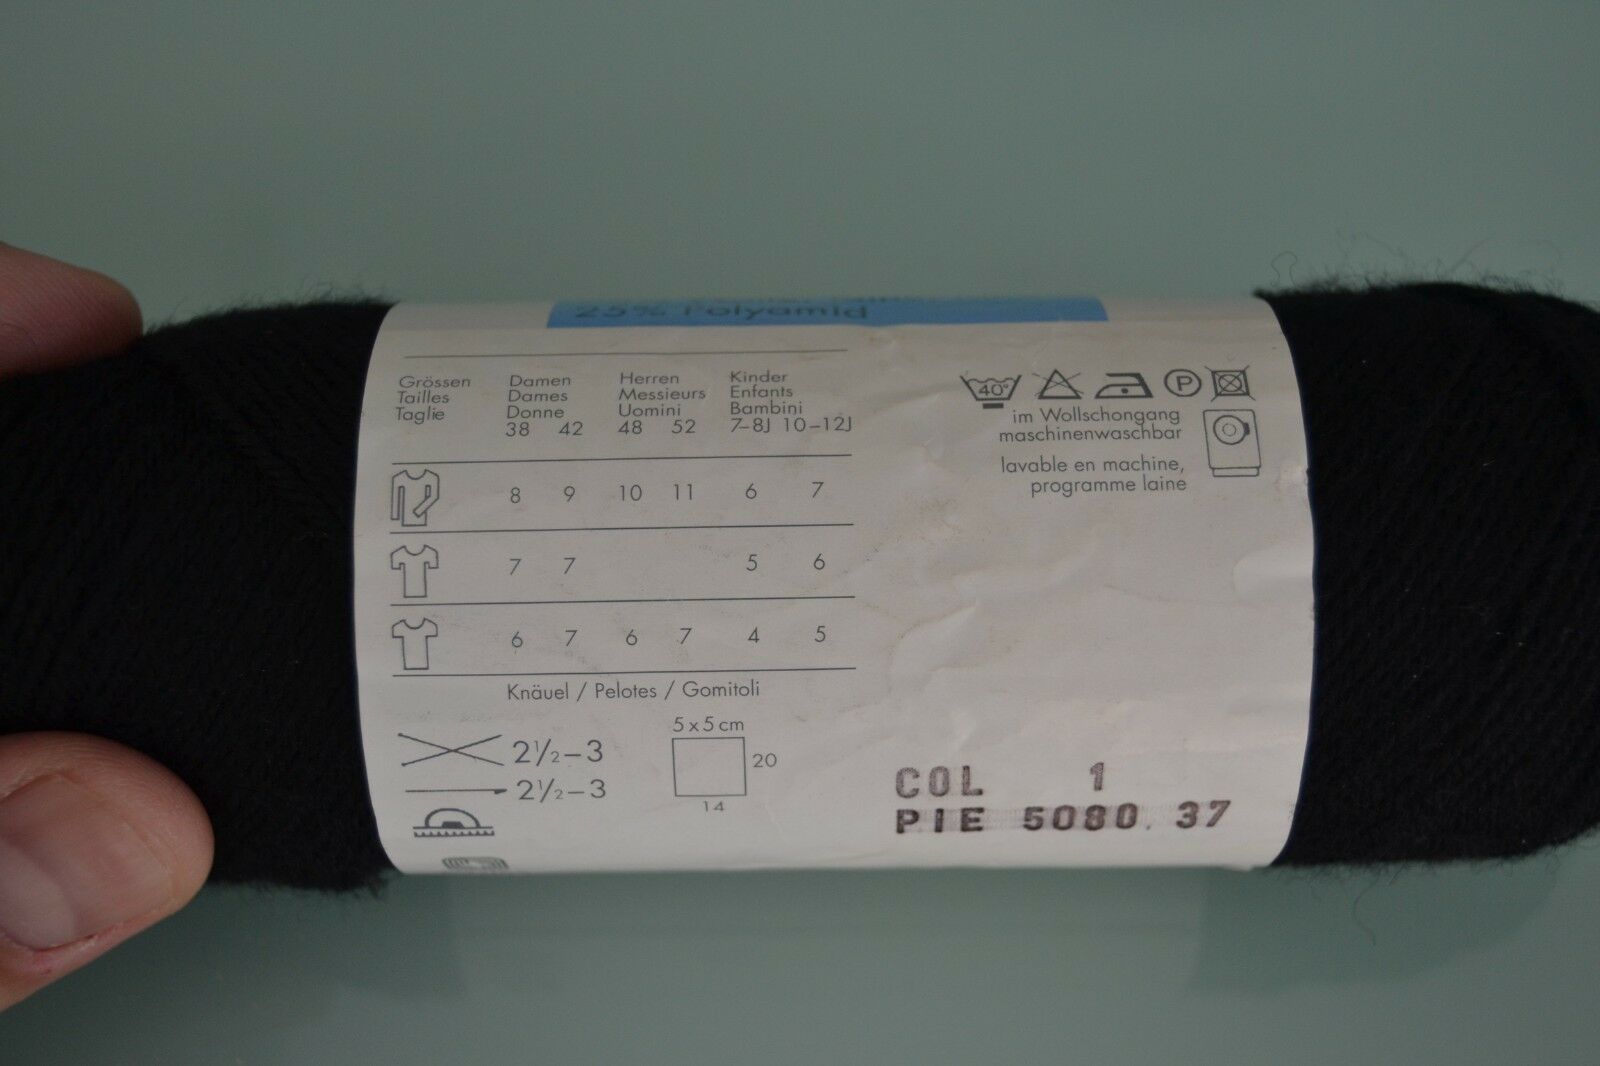 25% Polyamid
Grössen Damen Herren Kinder
Tailles Dames Messieurs Enfants
Taglie Donne Uomini Bambini
38 42 48 52 7–8J 10–12J
8 9 10 11 6 7
7 7 5 6
6 7 6 7 4 5
Knäuel / Pelotes / Gomitoli
2½–3
2½–3
5 x 5 cm
20
14
40°
P
im Wollschongang
maschinenwaschbar
lavable en machine,
programme laine
COL 1
PIE 5080. 37